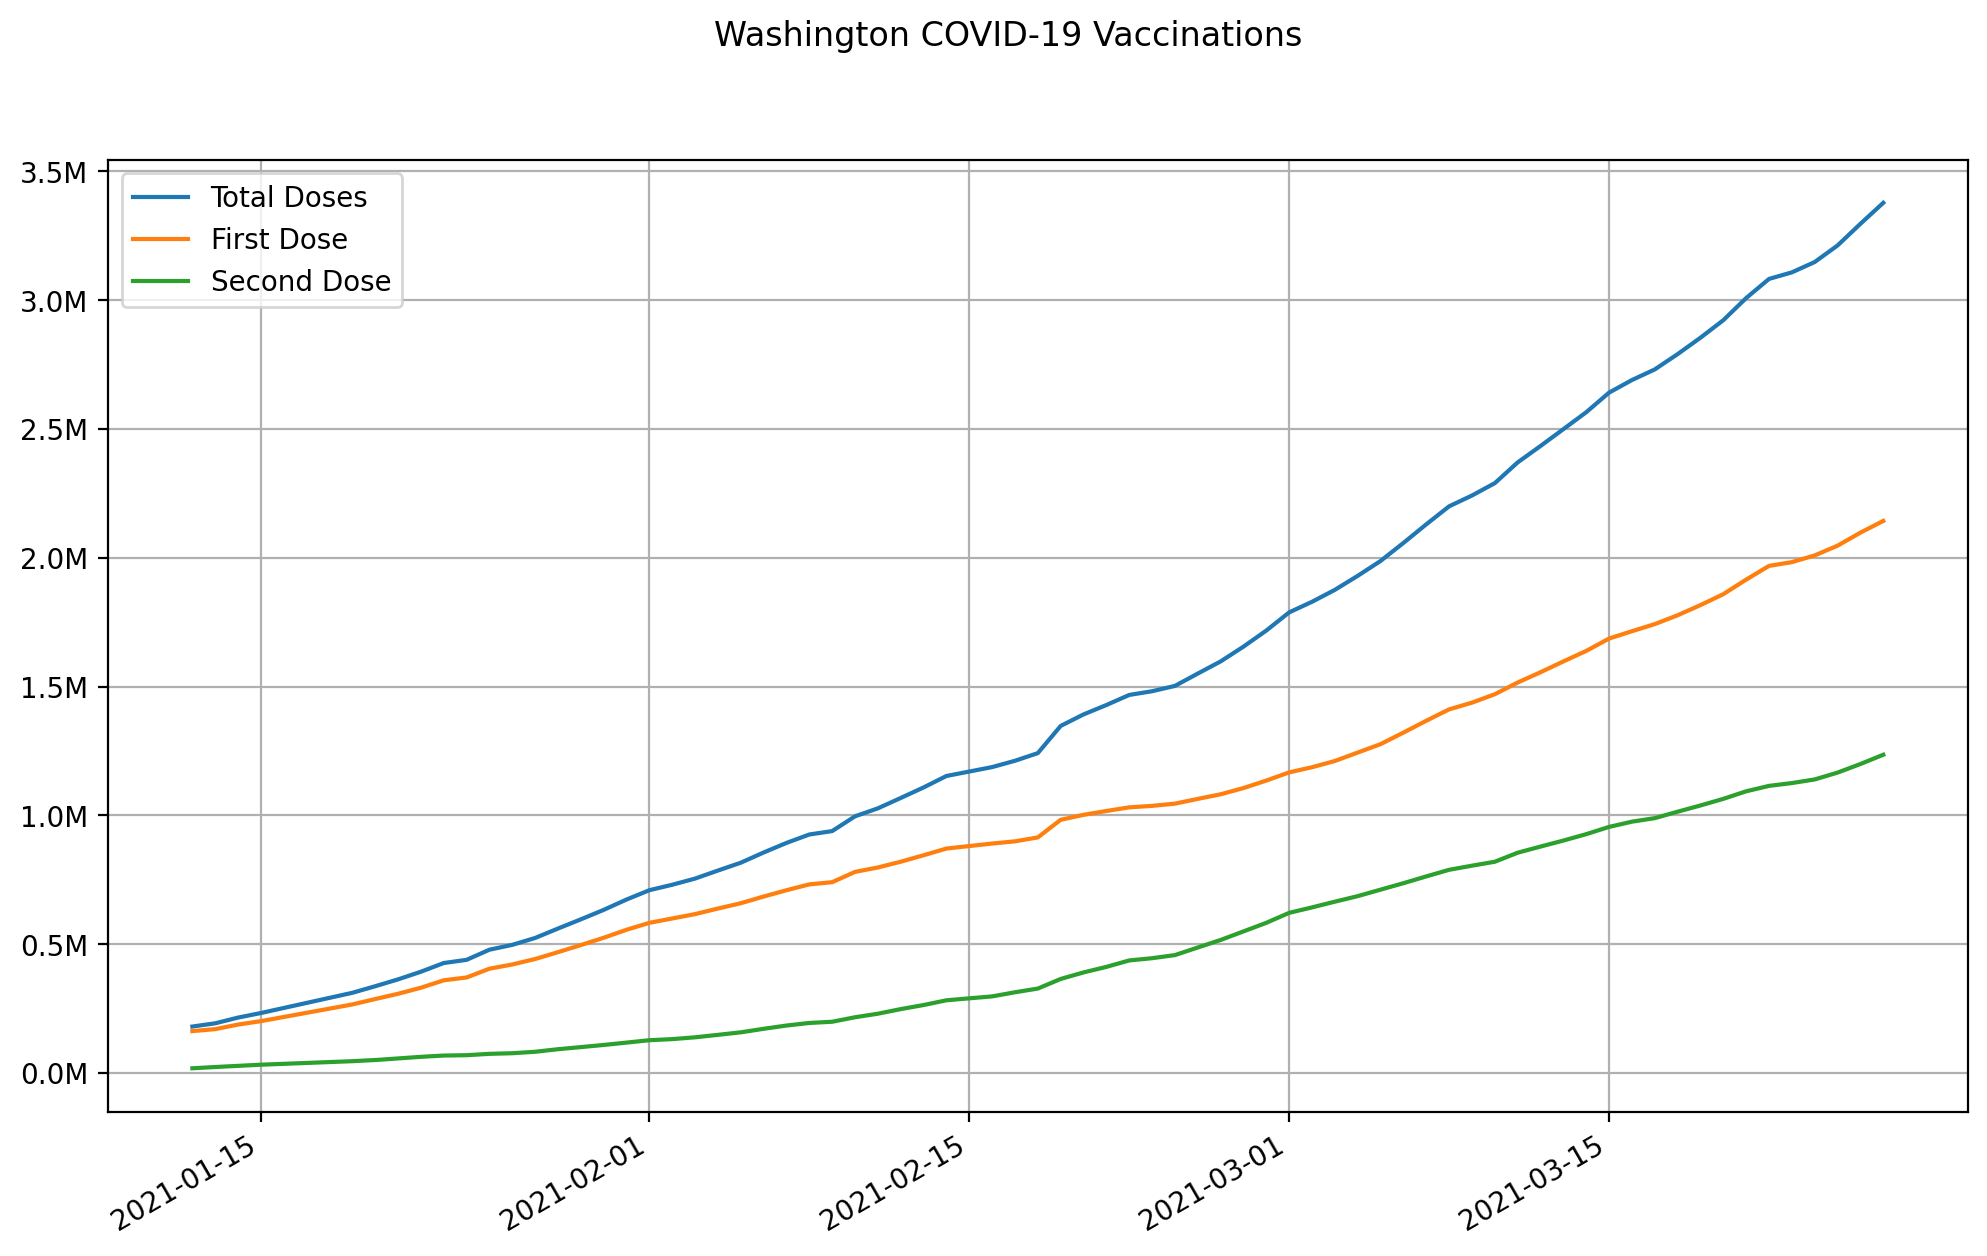 Washington COVID-19 Vaccinations
3.5M
3.0M
2.5M
2.0M
1.5M
1.0M
0.5M
0.0M
Total Doses
First Dose
Second Dose
2021-01-15
2021-02-01
2021-02-15
2021-03-01
2021-03-15